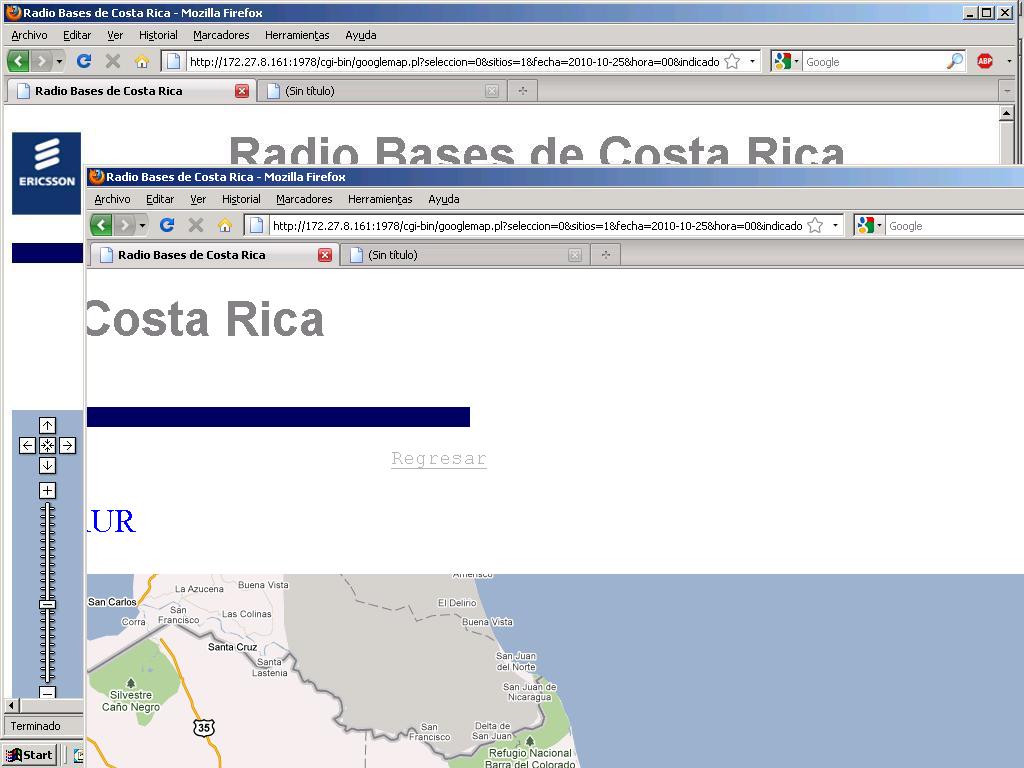 Radio Bases de Costa Rica - Mozilla Firefox
Archivo Editar Ver Historial Marcadores Herramientas Ayuda
http://172.27.8.161:1978/cgi-bin/googlemap.pl?seleccion=0&sitios=1&fecha=2010-10-25&hora=00&indicado
Google
ABP
Radio Bases de Costa Rica
(Sin título)
ERICSSON
Radio Bases de Costa Rica
Radio Bases de Costa Rica - Mozilla Firefox
Archivo Editar Ver Historial Marcadores Herramientas Ayuda
http://172.27.8.161:1978/cgi-bin/googlemap.pl?seleccion=0&sitios=1&fecha=2010-10-25&hora=00&indicado
Google
Radio Bases de Costa Rica
(Sin título)
Costa Rica
Regresar
UR
La Azucena
Buena Vista
San Carlos
Corra
San
Francisco
Las Colinas
El Delirio
Buena Vista
Santa Cruz
Santa
Lastenia
San Juan
del Norte
San Juan de
Nicaragua
Silvestre
Caño Negro
35
San
Francisco
Delta de
San Juan
Refugio Nacional
Barra del Colorado
Terminado
Start